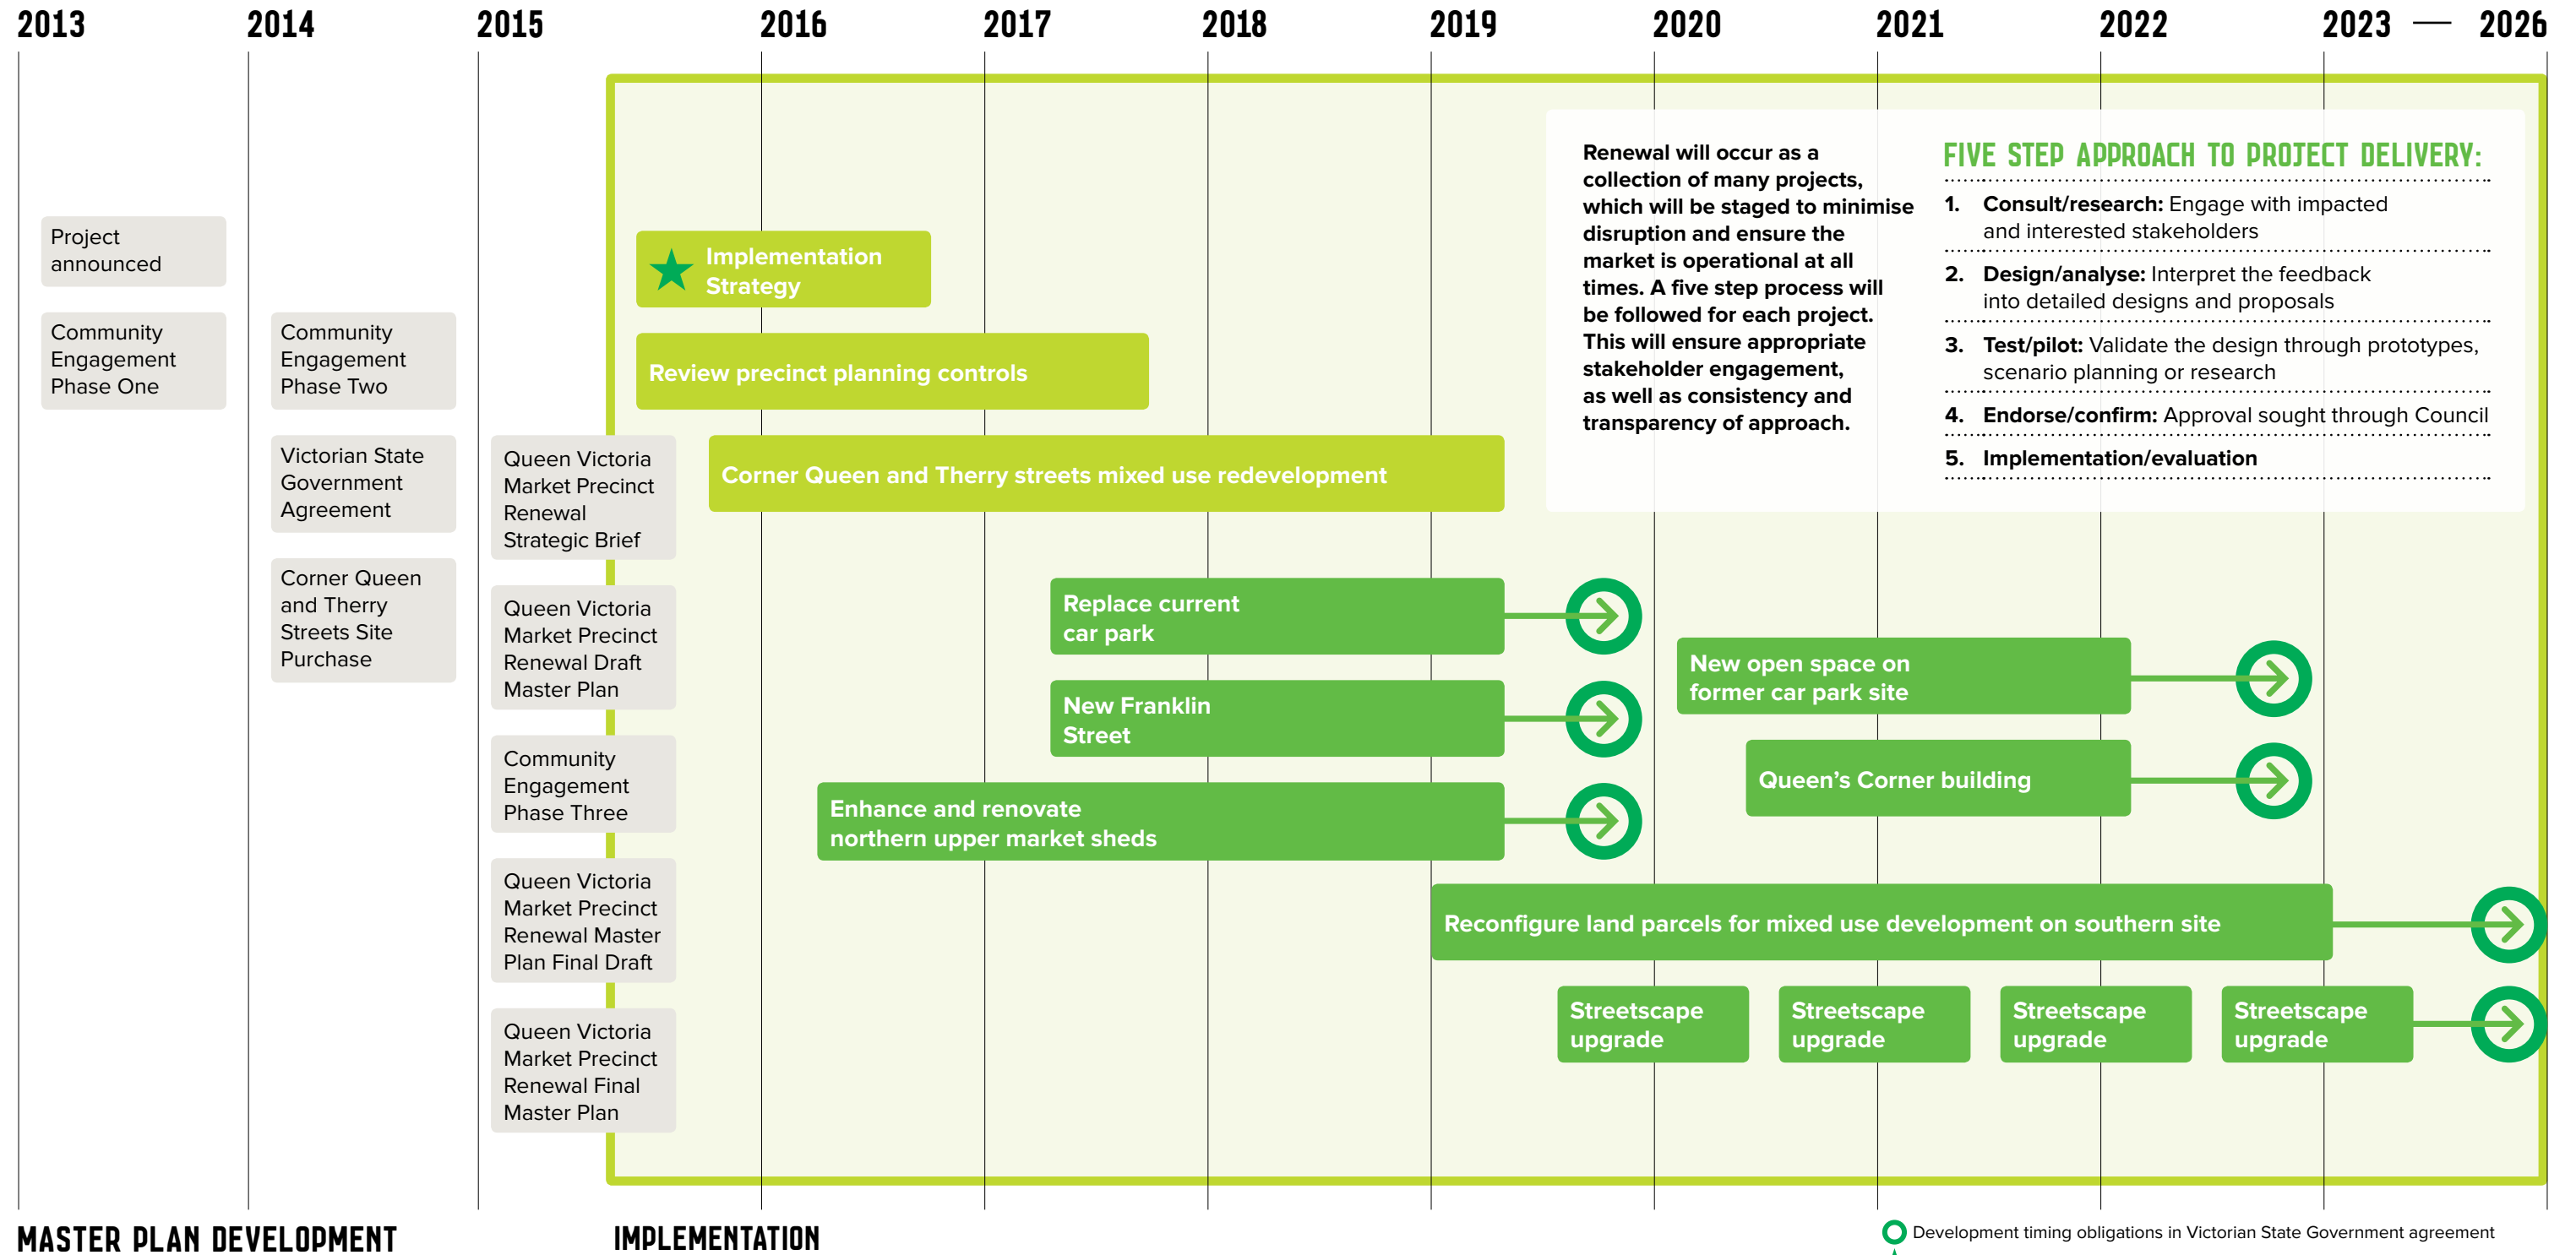 2013
2014
2015
2016
2017
2018
2019
2020
2021
2022
2023 — 2026
Project
announced
Community
Engagement
Phase One
Community
Engagement
Phase Two
Victorian State
Government
Agreement
Corner Queen
and Therry
Streets Site
Purchase
Queen Victoria
Market Precinct
Renewal
Strategic Brief
Queen Victoria
Market Precinct
Renewal Draft
Master Plan
Community
Engagement
Phase Three
Queen Victoria
Market Precinct
Renewal Master
Plan Final Draft
Queen Victoria
Market Precinct
Renewal Final
Master Plan
Implementation
Strategy
Review precinct planning controls
Corner Queen and Therry streets mixed use redevelopment
Replace current
car park
New Franklin
Street
Enhance and renovate
northern upper market sheds
Renewal will occur as a
collection of many projects,
which will be staged to minimise
disruption and ensure the
market is operational at all
times. A five step process will
be followed for each project.
This will ensure appropriate
stakeholder engagement,
as well as consistency and
transparency of approach.
FIVE STEP APPROACH TO PROJECT DELIVERY:
1. Consult/research: Engage with impacted
and interested stakeholders
2. Design/analyse: Interpret the feedback
into detailed designs and proposals
3. Test/pilot: Validate the design through prototypes,
scenario planning or research
4. Endorse/confirm: Approval sought through Council
5. Implementation/evaluation
New open space on
former car park site
Queen’s Corner building
Reconfigure land parcels for mixed use development on southern site
Streetscape
upgrade
Streetscape
upgrade
Streetscape
upgrade
Streetscape
upgrade
MASTER PLAN DEVELOPMENT
IMPLEMENTATION
Development timing obligations in Victorian State Government agreement